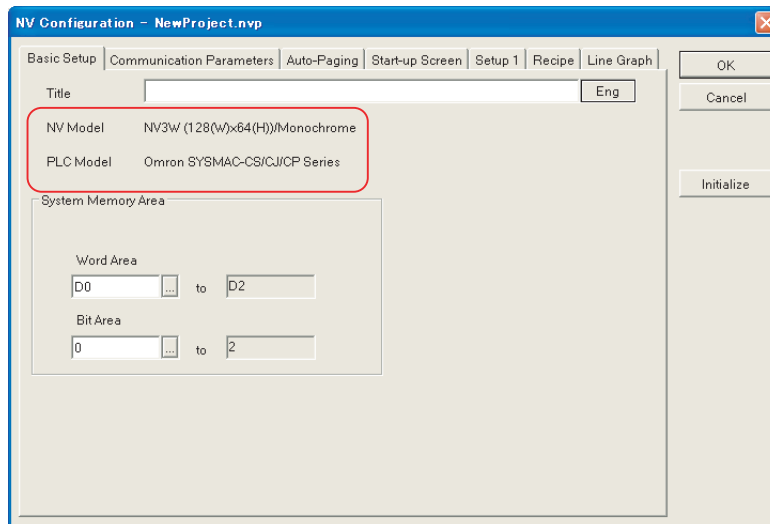 NV Configuration - NewProject.nvp
Basic Setup Communication Parameters Auto-Paging Start-up Screen Setup 1 Recipe Line Graph
OK
Title Eng
Cancel
NV Model NV3W (128(W)x64(H))/Monochrome
PLC Model Omron SYSMAC-CS/CJ/CP Series
Initialize
System Memory Area
Word Area
D0 ... to D2
Bit Area
0 ... to 2